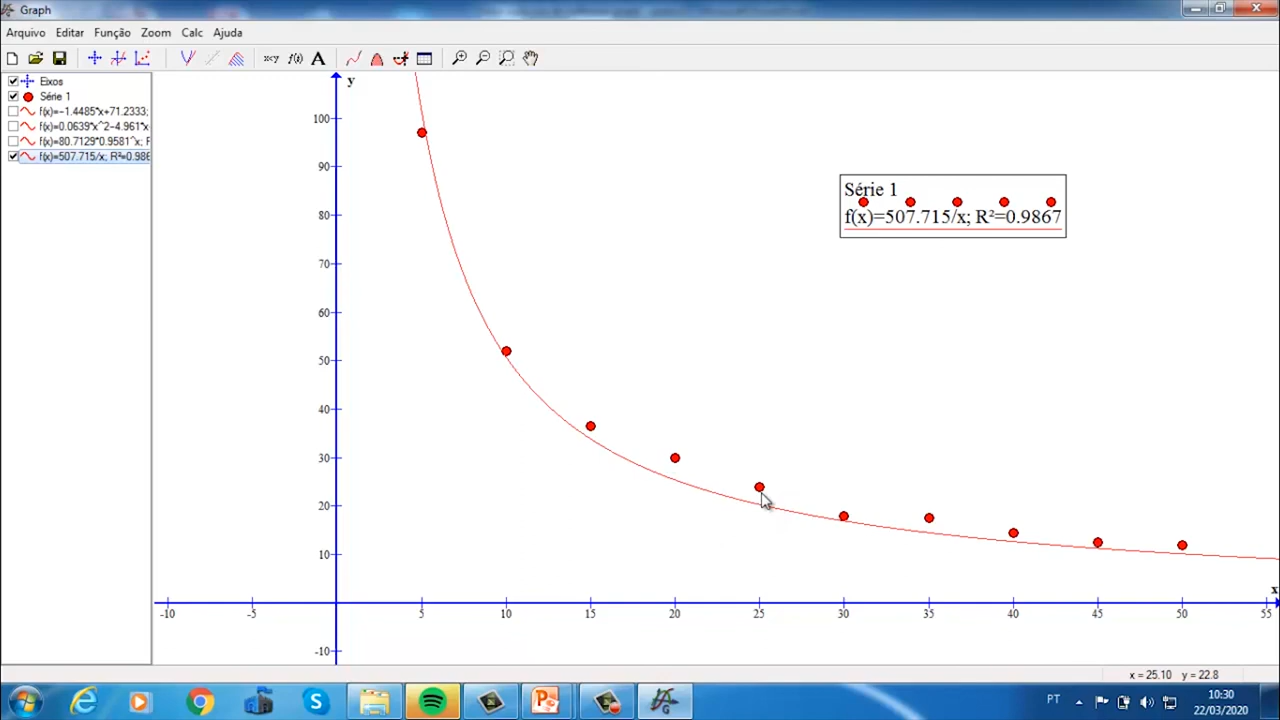 Graph
Arquivo Editar Função Zoom Calc Ajuda
Eixos
Série 1
f(x)=-1.4485*x+71.2333;
f(x)=0.0639*x^2-4.961*x
f(x)=80.7129*0.9581^x; F
f(x)=507.715/x; R²=0.986
y
100
90
80
70
60
50
40
30
20
10
-10
Série 1
f(x)=507.715/x; R²=0.9867
x
-10 -5 5 10 15 20 25 30 35 40 45 50 55
x = 25.10 y = 22.8
PT
10:30
22/03/2020